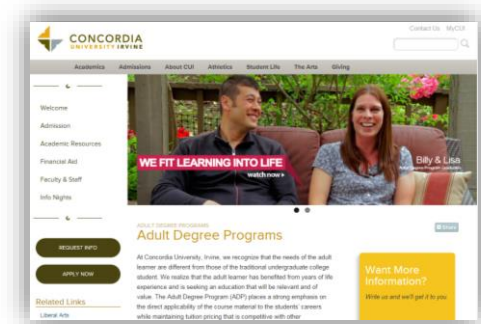 CONCORDIA
UNIVERSITY IRVINE
Contact Us MyCUI
Academics Admissions About CUI Athletics Student Life The Arts Giving
Welcome
Admission
Academic Resources
Financial Aid
Faculty & Staff
Info Nights
REQUEST INFO
APPLY NOW
Related Links
Liberal Arts
WE FIT LEARNING INTO LIFE
watch now »
Billy & Lisa
ADULT DEGREE PROGRAMS
Adult Degree Programs
Share
At Concordia University, Irvine, we recognize that the needs of the adult
learner are different from those of the traditional undergraduate college
student. We realize that the adult learner has benefited from years of life
experience and is seeking an education that will be relevant and of
value. The Adult Degree Program (ADP) places a strong emphasis on
the direct applicability of the course material to the students' careers
while maintaining tuition pricing that is competitive with other
Want More
Information?
Write us and we'll get it to you